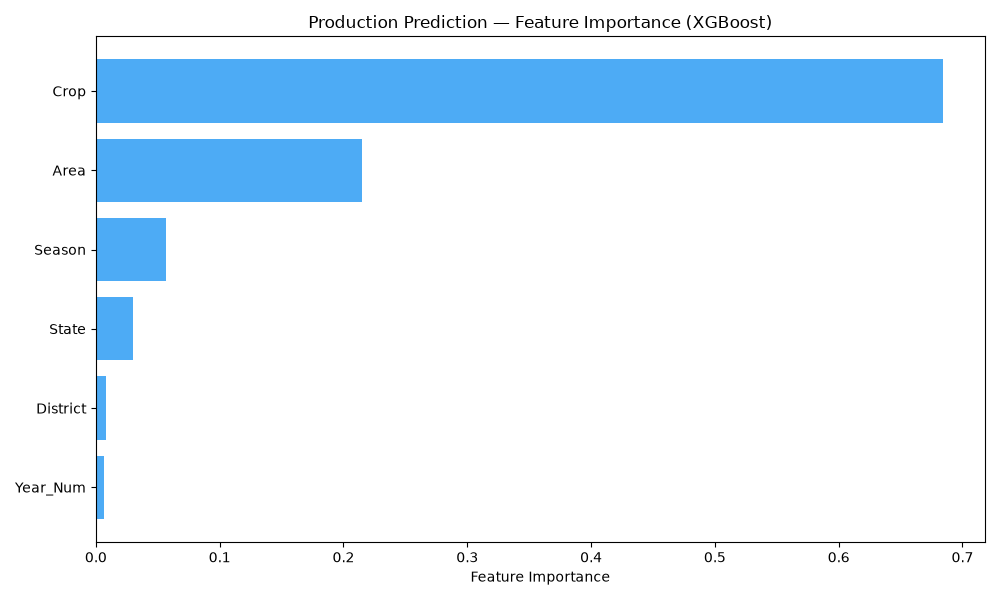 Production Prediction — Feature Importance (XGBoost)
Crop
Area
Season
State
District
Year_Num
0.0 0.1 0.2 0.3 0.4 0.5 0.6 0.7
Feature Importance